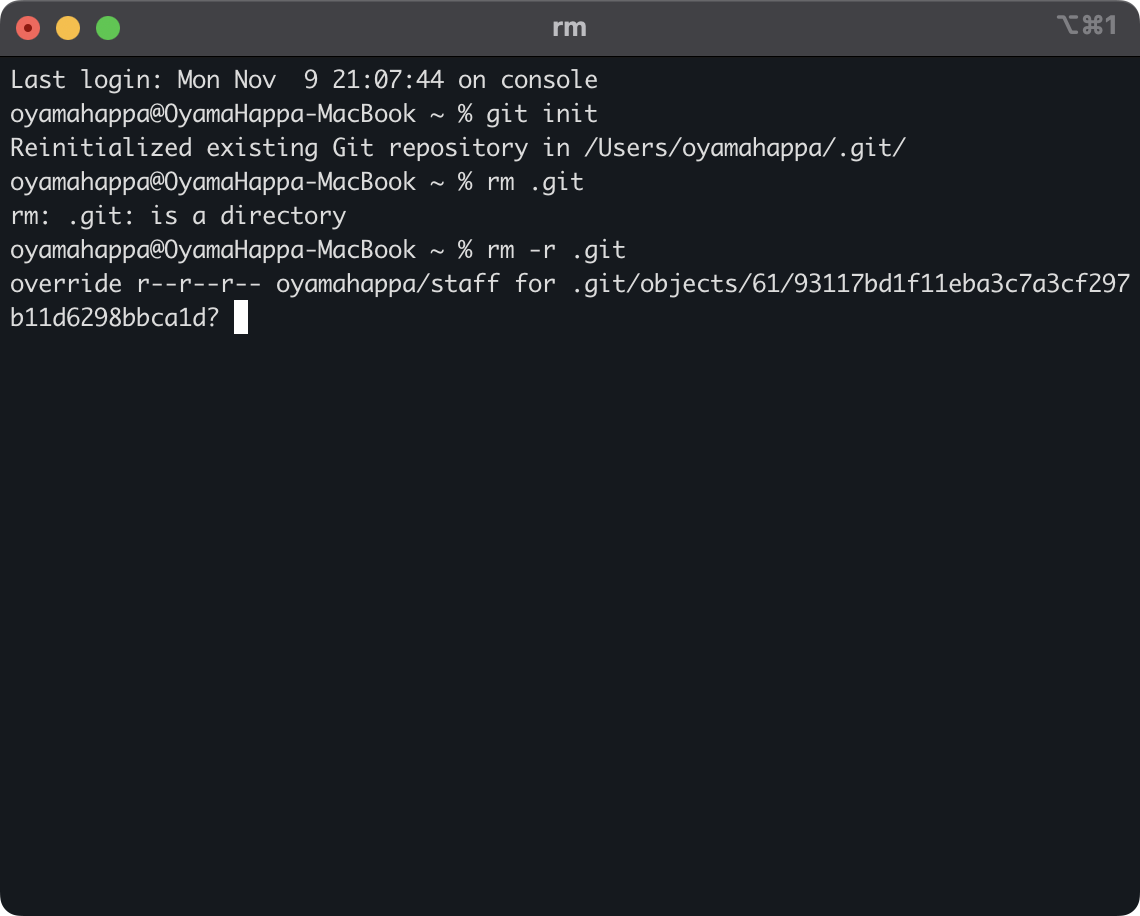 rm
⌥⌘1
Last login: Mon Nov  9 21:07:44 on console
oyamahappa@OyamaHappa-MacBook ~ % git init
Reinitialized existing Git repository in /Users/oyamahappa/.git/
oyamahappa@OyamaHappa-MacBook ~ % rm .git
rm: .git: is a directory
oyamahappa@OyamaHappa-MacBook ~ % rm -r .git
override r--r--r-- oyamahappa/staff for .git/objects/61/93117bd1f11eba3c7a3cf297
b11d6298bbca1d?